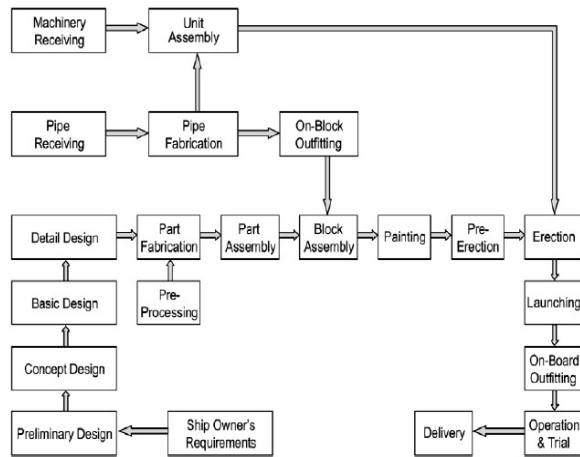 Machinery
Receiving
Unit
Assembly
Pipe
Receiving
Pipe
Fabrication
On-Block
Outfitting
Detail Design
Part
Fabrication
Part
Assembly
Block
Assembly
Painting
Pre-
Erection
Erection
Basic Design
Pre-
Processing
Launching
Concept Design
On-Board
Outfitting
Preliminary Design
Ship Owner's
Requirements
Delivery
Operation
& Trial